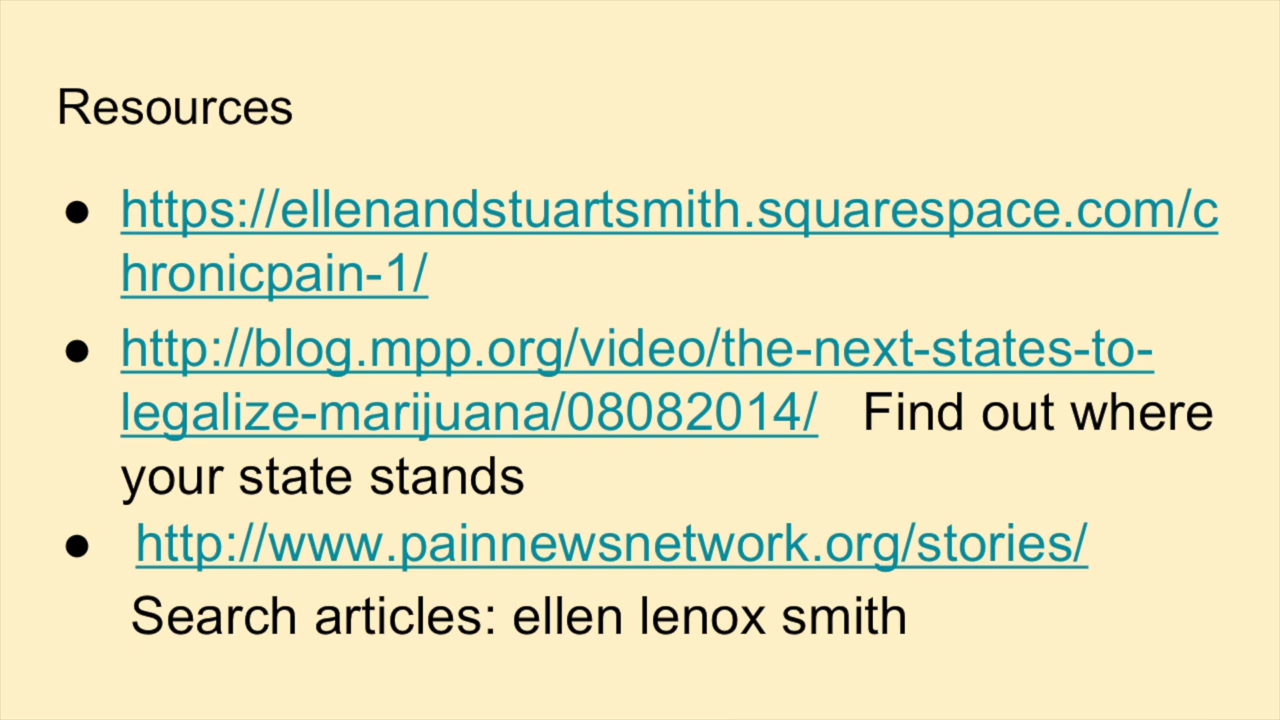 Resources
● https://ellenandstuartsmith.squarespace.com/c
hronicpain-1/
● http://blog.mpp.org/video/the-next-states-to-
legalize-marijuana/08082014/ Find out where
your state stands
● http://www.painnewsnetwork.org/stories/
Search articles: ellen lenox smith